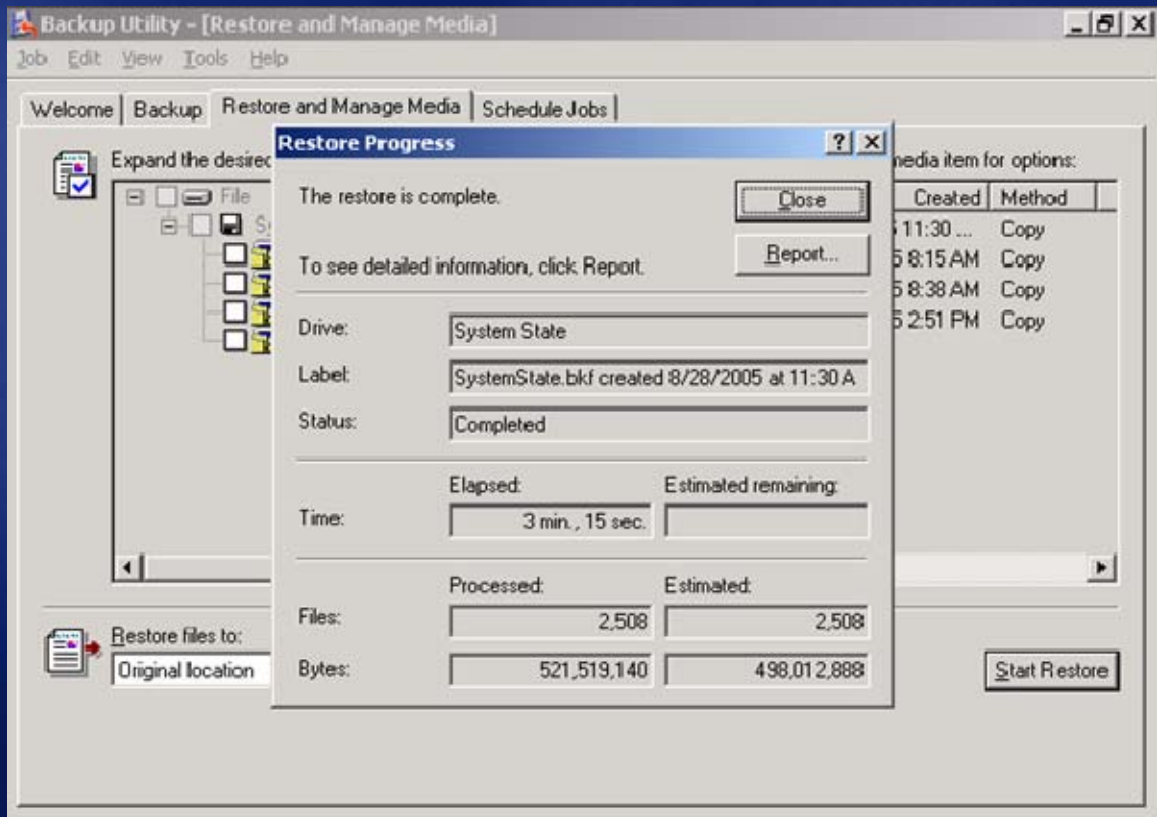 Backup Utility - [Restore and Manage Media]
Job Edit View Tools Help
Welcome Backup Restore and Manage Media Schedule Jobs
Restore Progress
Expand the desired
media item for options:
File
The restore is complete.
Close
Created Method
11:30 ... Copy
To see detailed information, click Report.
Report...
5 8:15 AM Copy
5 8:38 AM Copy
5 2:51 PM Copy
Drive: System State
Label: SystemState.bkf created 8/28/2005 at 11:30 A
Status: Completed
Elapsed: Estimated remaining:
Time: 3 min., 15 sec.
Processed: Estimated:
Files: 2,508 2,508
Bytes: 521,519,140 498,012,888
Restore files to:
Original location
Start Restore